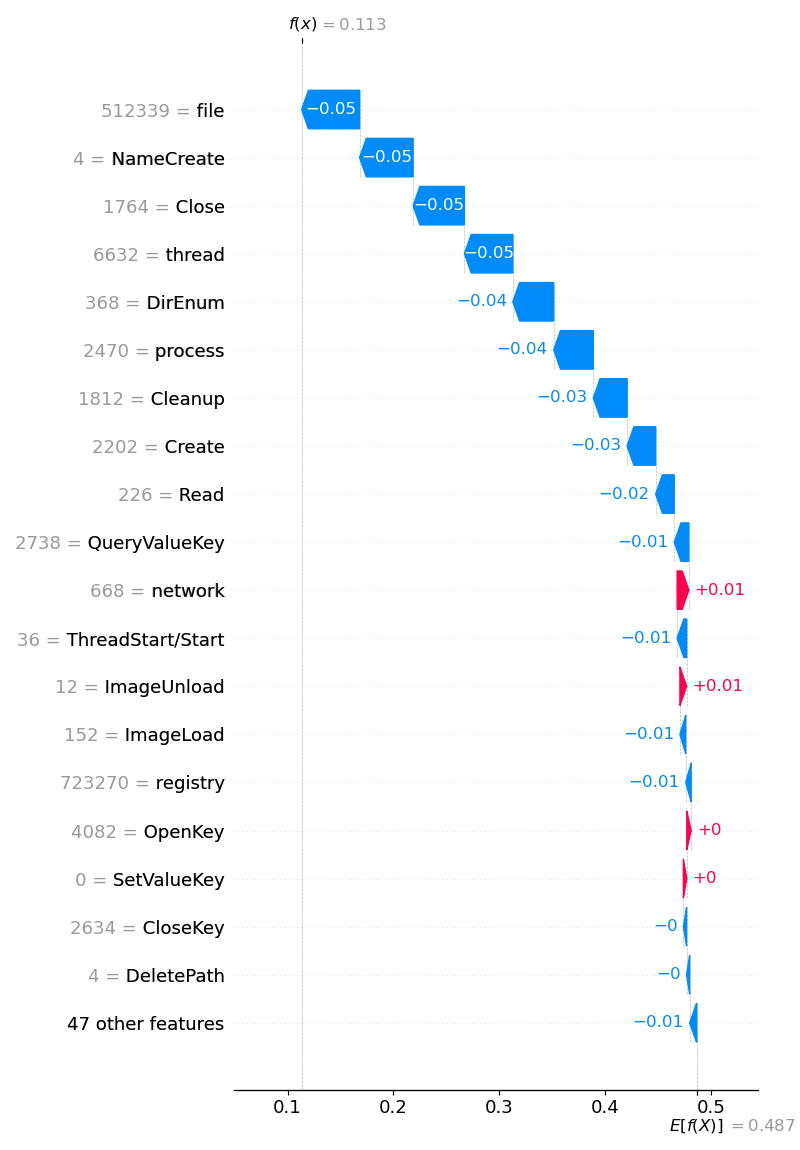 f(x) = 0.113
512339 = file −0.05
4 = NameCreate −0.05
1764 = Close −0.05
6632 = thread −0.05
368 = DirEnum −0.04
2470 = process −0.04
1812 = Cleanup −0.03
2202 = Create −0.03
226 = Read −0.02
2738 = QueryValueKey −0.01
668 = network +0.01
36 = ThreadStart/Start −0.01
12 = ImageUnload +0.01
152 = ImageLoad −0.01
723270 = registry −0.01
4082 = OpenKey +0
0 = SetValueKey +0
2634 = CloseKey −0
4 = DeletePath −0
47 other features −0.01
0.1 0.2 0.3 0.4 0.5
E[f(X)] = 0.487